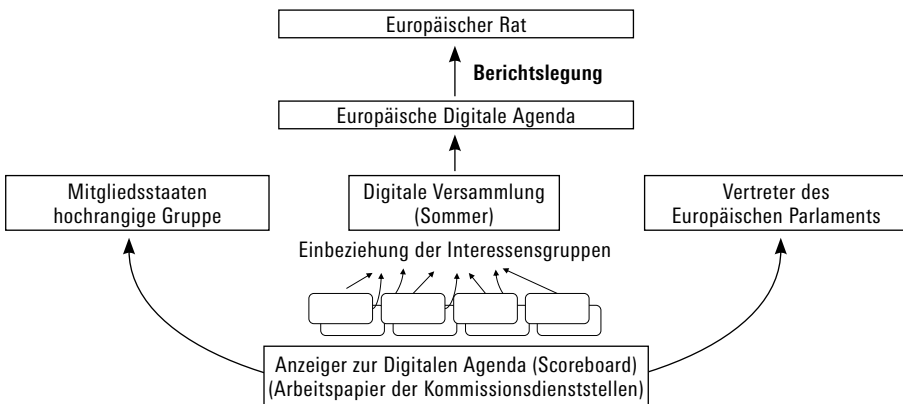 Europäischer Rat
Berichtslegung
Europäische Digitale Agenda
Mitgliedsstaaten
hochrangige Gruppe
Digitale Versammlung
(Sommer)
Vertreter des
Europäischen Parlaments
Einbeziehung der Interessensgruppen
Anzeiger zur Digitalen Agenda (Scoreboard)
(Arbeitspapier der Kommissionsdienststellen)